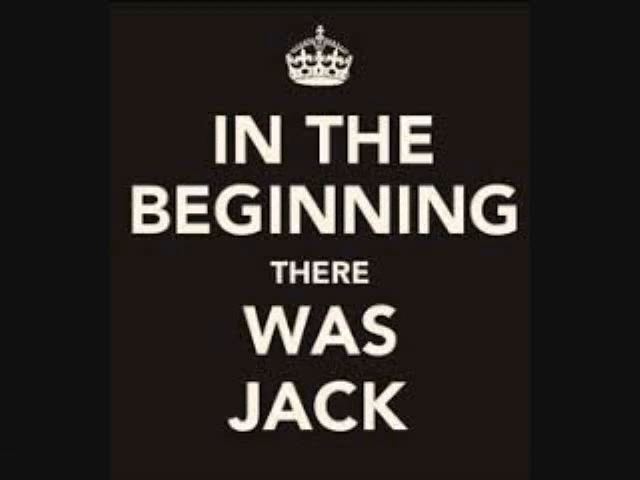 IN THE
BEGINNING
THERE
WAS
JACK